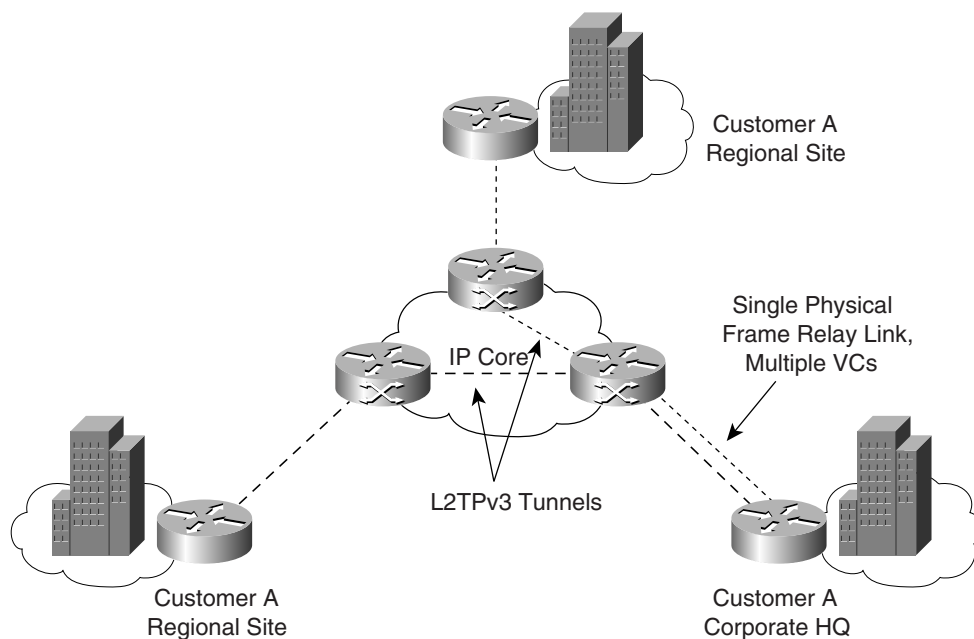 Customer A
Regional Site
Single Physical
Frame Relay Link,
Multiple VCs
IP Core
L2TPv3 Tunnels
Customer A
Regional Site
Customer A
Corporate HQ